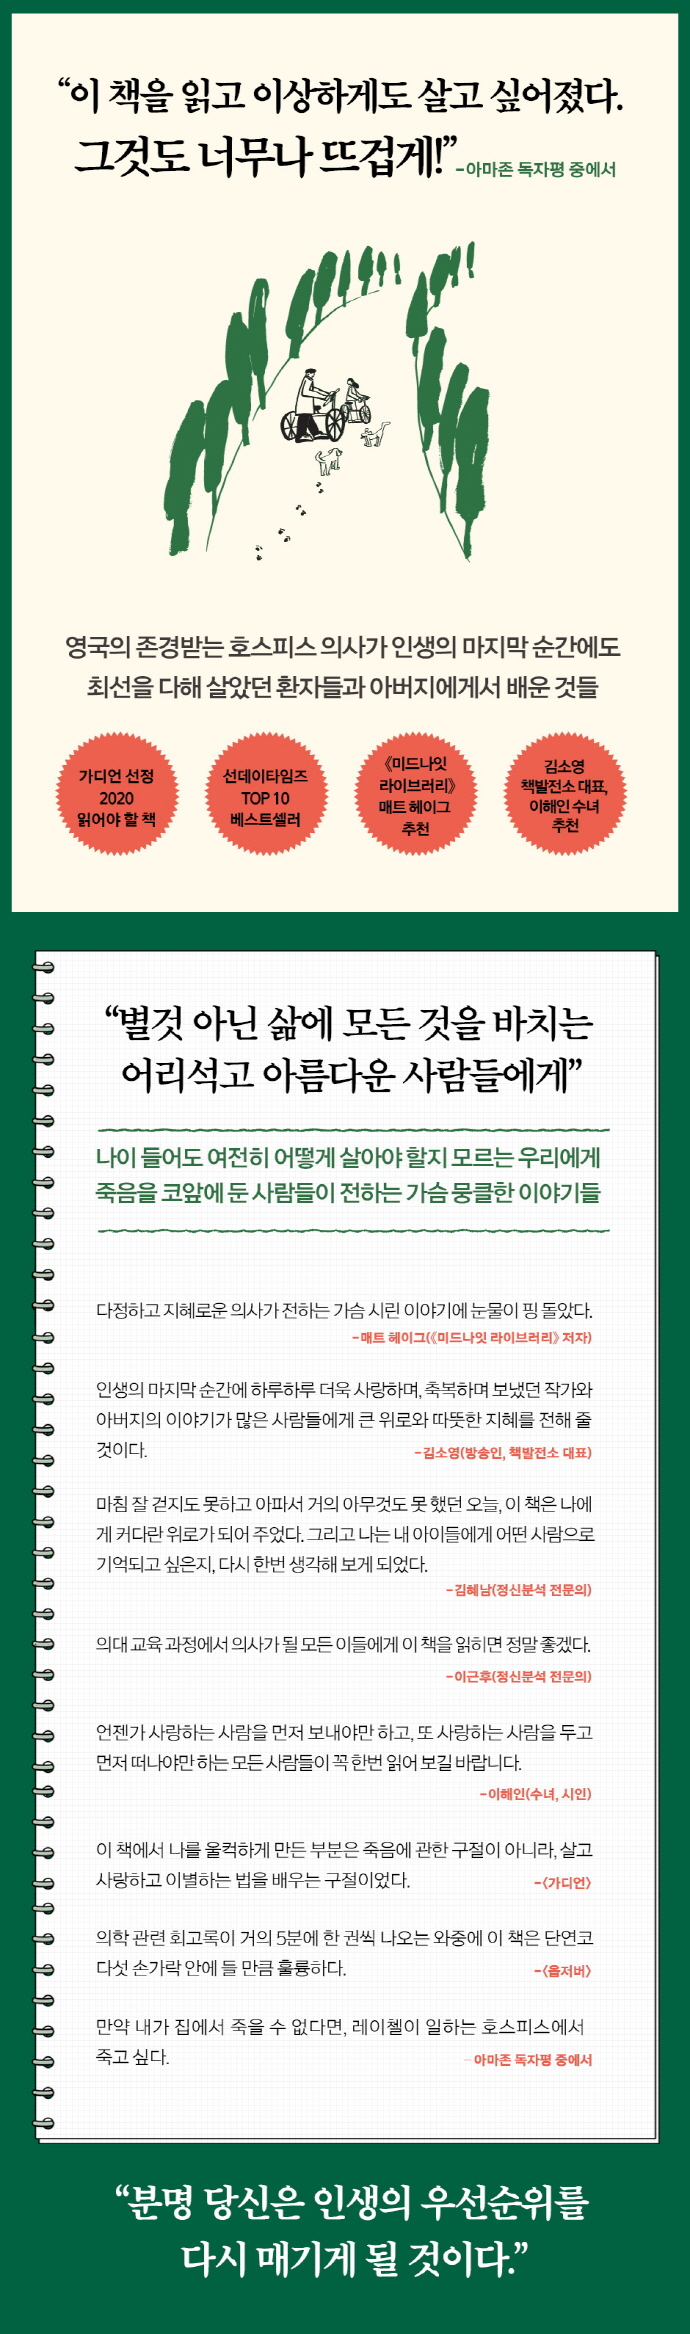 “이 책을 읽고 이상하게도 살고 싶어졌다.
그것도 너무나 뜨겁게!” -아마존 독자평 중에서
영국의 존경받는 호스피스 의사가 인생의 마지막 순간에도
최선을 다해 살았던 환자들과 아버지에게서 배운 것들
가디언 선정
2020
읽어야 할 책
선데이타임즈
TOP 10
베스트셀러
《미드나잇
라이브러리》
매트 헤이그
추천
김소영
책발전소 대표,
이해인 수녀
추천
“별것 아닌 삶에 모든 것을 바치는
어리석고 아름다운 사람들에게”
나이 들어도 여전히 어떻게 살아야 할지 모르는 우리에게
죽음을 코앞에 둔 사람들이 전하는 가슴 뭉클한 이야기들
다정하고 지혜로운 의사가 전하는 가슴 시린 이야기에 눈물이 핑 돌았다.
-매트 헤이그(《미드나잇 라이브러리》 저자)
인생의 마지막 순간에 하루하루 더욱 사랑하며, 축복하며 보냈던 작가와
아버지의 이야기가 많은 사람들에게 큰 위로와 따뜻한 지혜를 전해 줄
것이다. -김소영(방송인, 책발전소 대표)
마침 잘 걷지도 못하고 아파서 거의 아무것도 못 했던 오늘, 이 책은 나에
게 커다란 위로가 되어 주었다. 그리고 나는 내 아이들에게 어떤 사람으로
기억되고 싶은지, 다시 한번 생각해 보게 되었다.
-김혜남(정신분석 전문의)
의대 교육 과정에서 의사가 될 모든 이들에게 이 책을 읽히면 정말 좋겠다.
-이근후(정신분석 전문의)
언젠가 사랑하는 사람을 먼저 보내야만 하고, 또 사랑하는 사람을 두고
먼저 떠나야만 하는 모든 사람들이 꼭 한번 읽어 보길 바랍니다.
-이해인(수녀, 시인)
이 책에서 나를 울컥하게 만든 부분은 죽음에 관한 구절이 아니라, 살고
사랑하고 이별하는 법을 배우는 구절이었다. -〈가디언〉
의학 관련 회고록이 거의 5분에 한 권씩 나오는 와중에 이 책은 단연코
다섯 손가락 안에 들 만큼 훌륭하다. -〈옵저버〉
만약 내가 집에서 죽을 수 없다면, 레이첼이 일하는 호스피스에서
죽고 싶다. - 아마존 독자평 중에서
“분명 당신은 인생의 우선순위를
다시 매기게 될 것이다.”